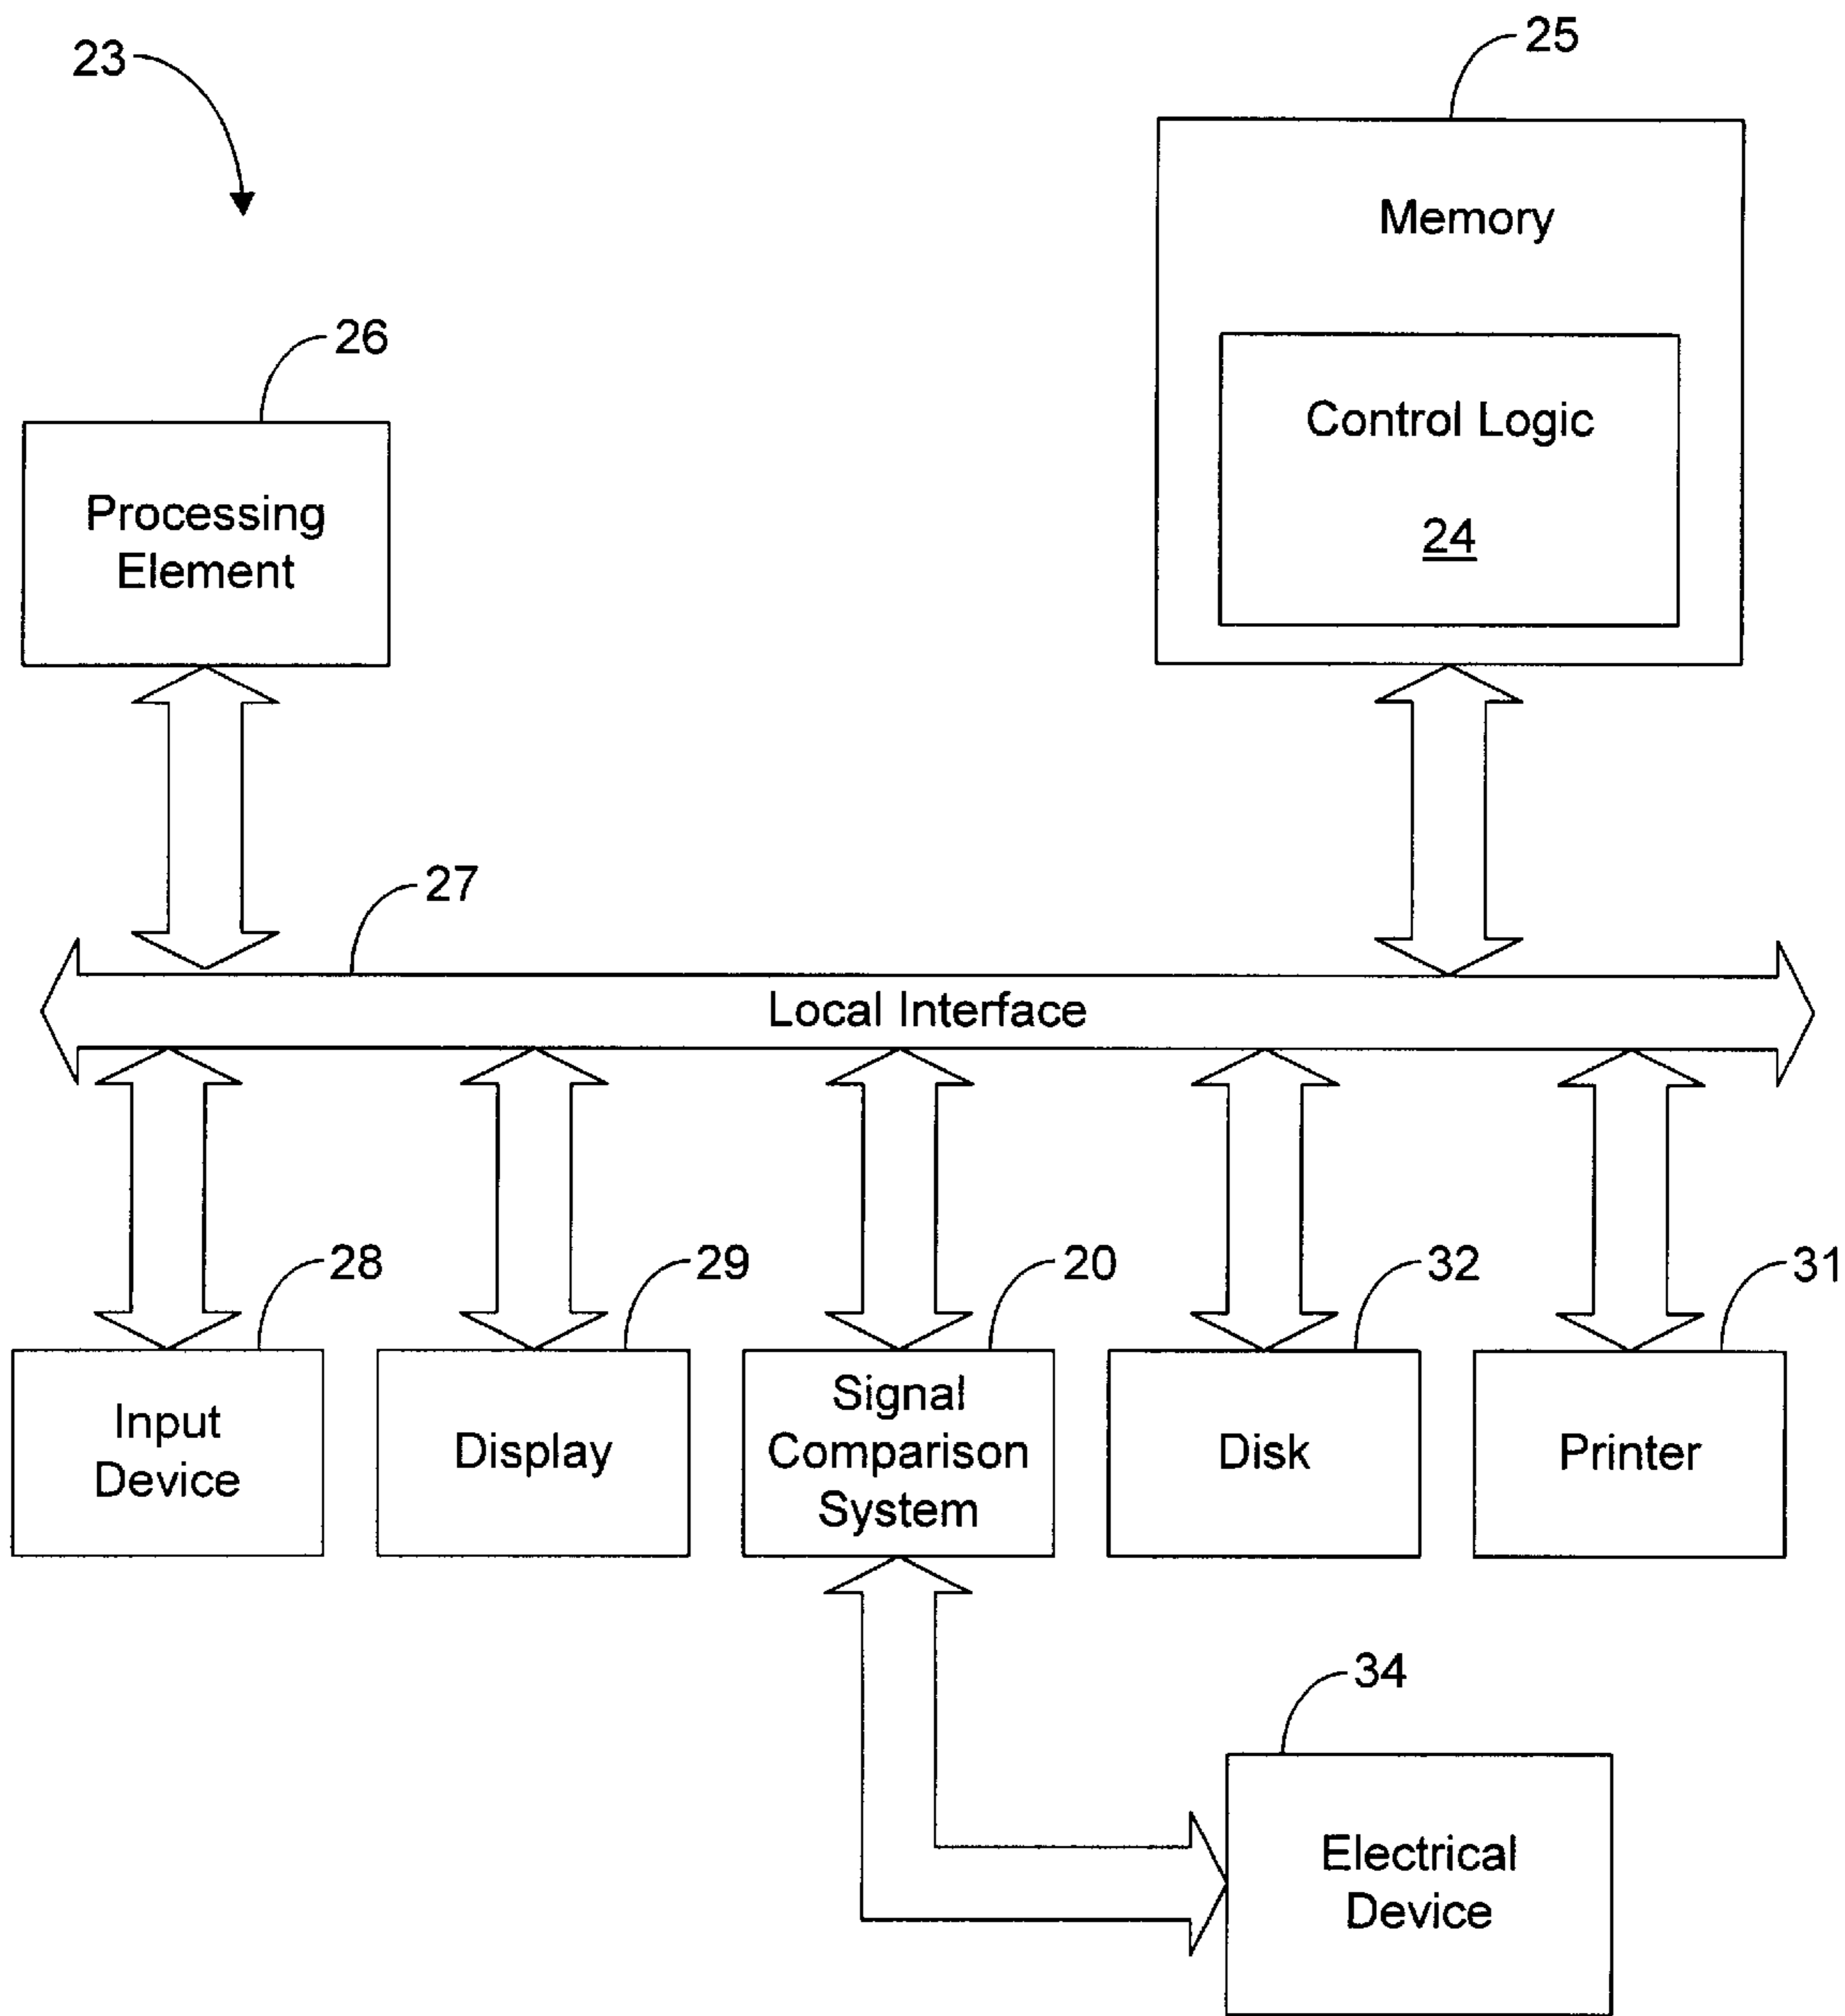 23
25
Memory
Control Logic
24
26
Processing
Element
27
Local Interface
28
29
20
32
31
Input
Device
Display
Signal
Comparison
System
Disk
Printer
34
Electrical
Device